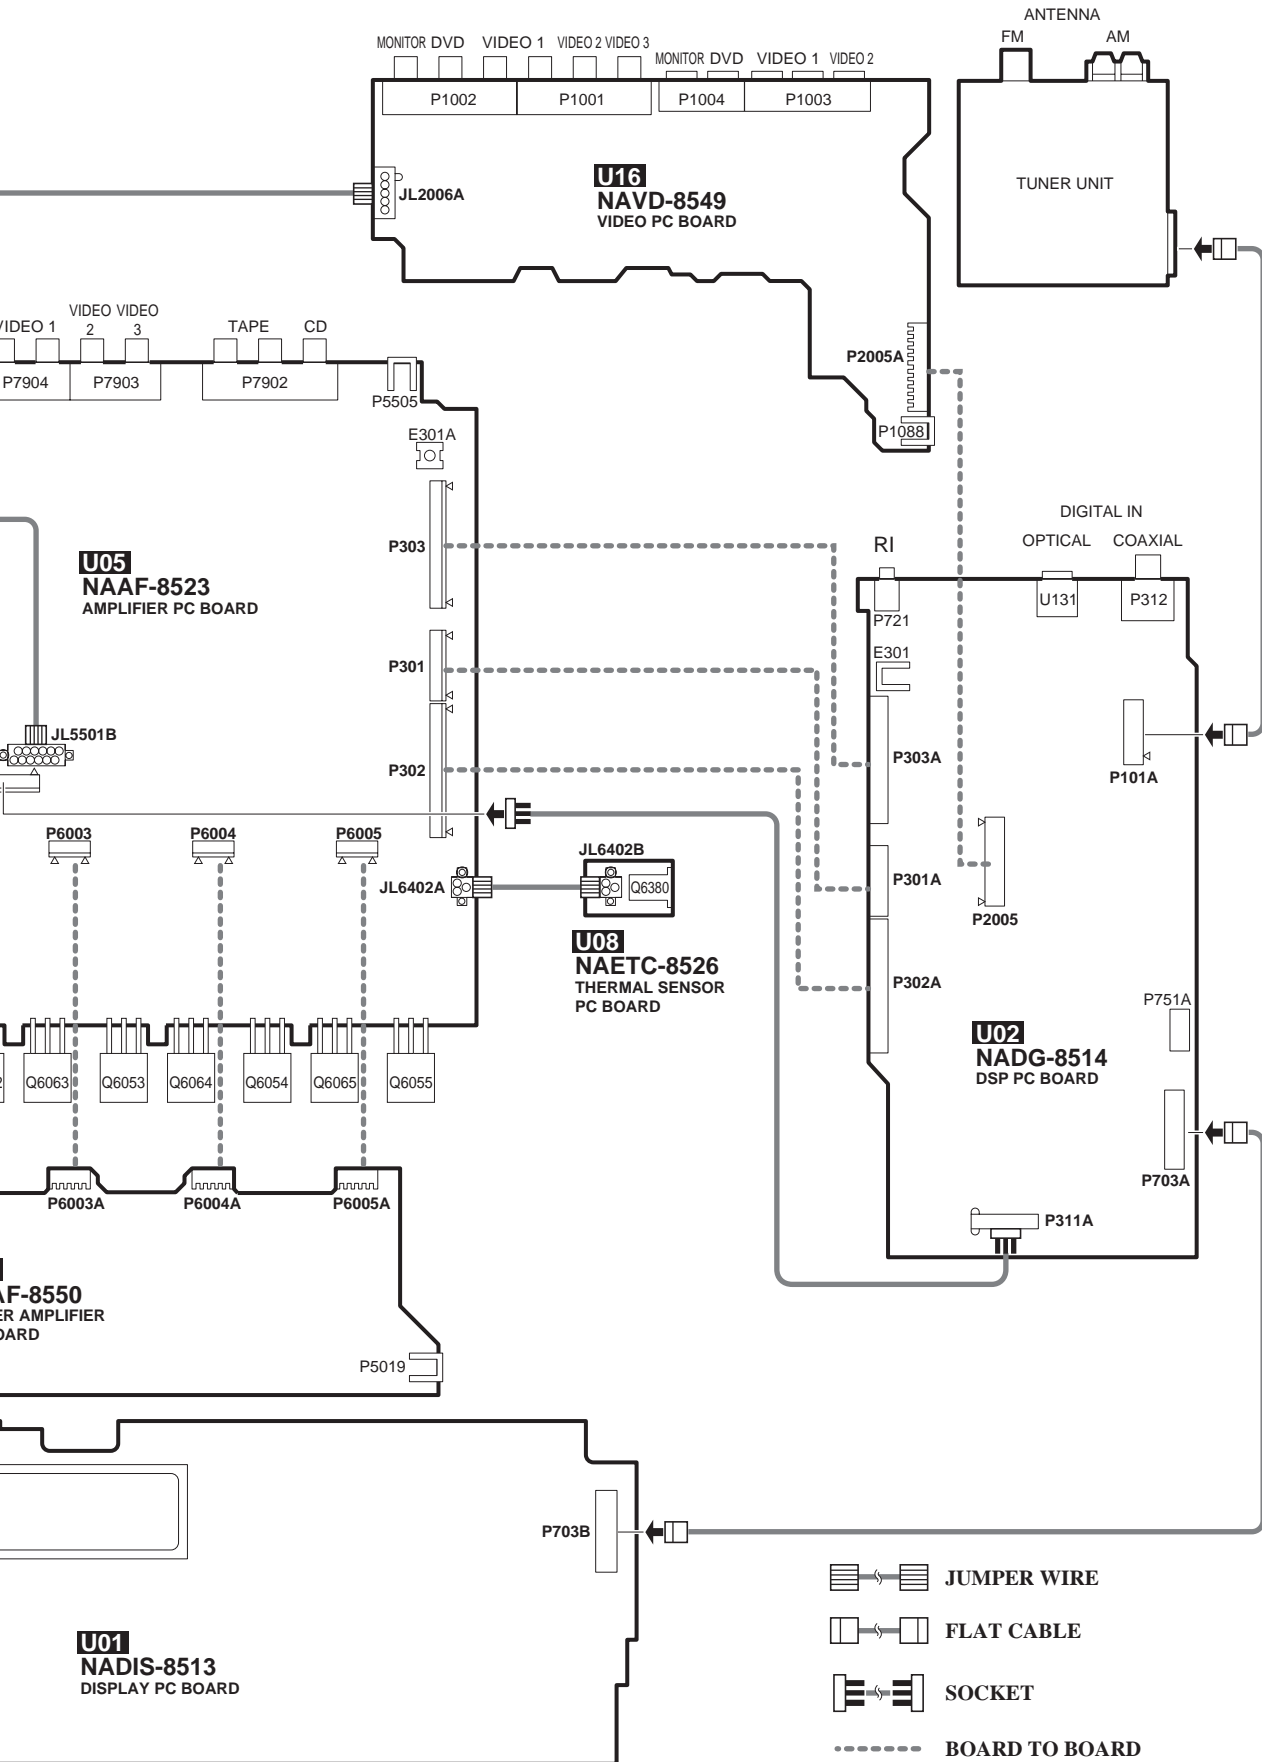 ANTENNA
FM
AM
MONITOR DVD VIDEO 1 VIDEO 2 VIDEO 3
MONITOR DVD VIDEO 1 VIDEO 2
P1002
P1001
P1004
P1003
U16
NAVD-8549
VIDEO PC BOARD
JL2006A
TUNER UNIT
VIDEO VIDEO
VIDEO 1
2
3
TAPE
CD
P7904
P7903
P7902
P5505
P2005A
P1088
E301A
P303
U05
NAAF-8523
AMPLIFIER PC BOARD
DIGITAL IN
RI
OPTICAL
COAXIAL
U131
P312
P721
E301
P301
JL5501B
P302
P303A
P101A
P6003
P6004
P6005
JL6402A
JL6402B
Q6380
U08
NAETC-8526
THERMAL SENSOR
PC BOARD
P301A
P2005
P302A
P751A
U02
NADG-8514
DSP PC BOARD
2
Q6063
Q6053
Q6064
Q6054
Q6065
Q6055
P703A
P6003A
P6004A
P6005A
P311A
AF-8550
ER AMPLIFIER
OARD
P5019
P703B
U01
NADIS-8513
DISPLAY PC BOARD
JUMPER WIRE
FLAT CABLE
SOCKET
BOARD TO BOARD